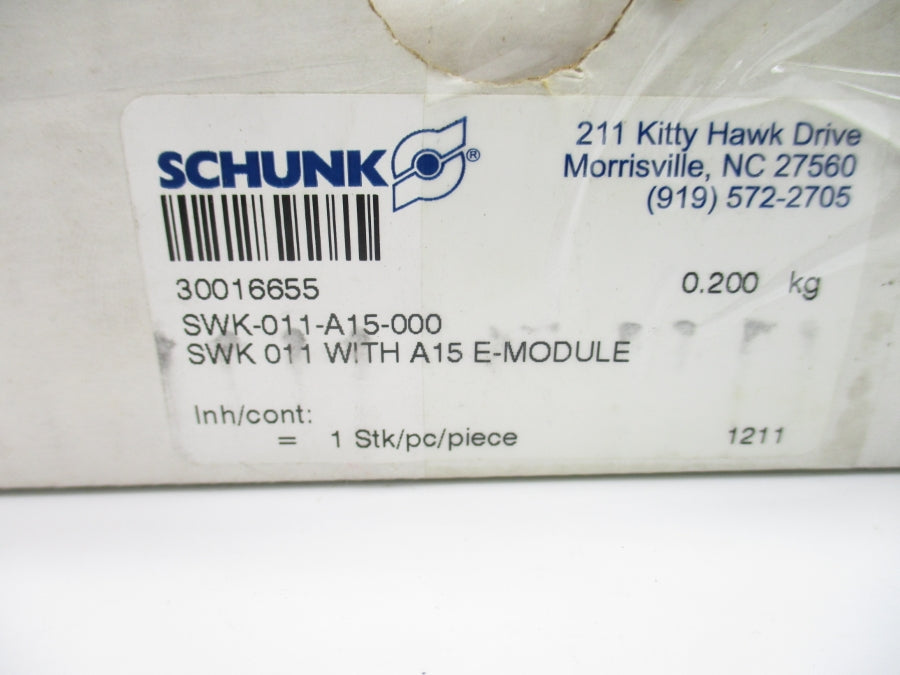 SCHUNK ®
211 Kitty Hawk Drive
Morrisville, NC 27560
(919) 572-2705
30016655
0.200 kg
SWK-011-A15-000
SWK 011 WITH A15 E-MODULE
Inh/cont:
= 1 Stk/pc/piece
1211